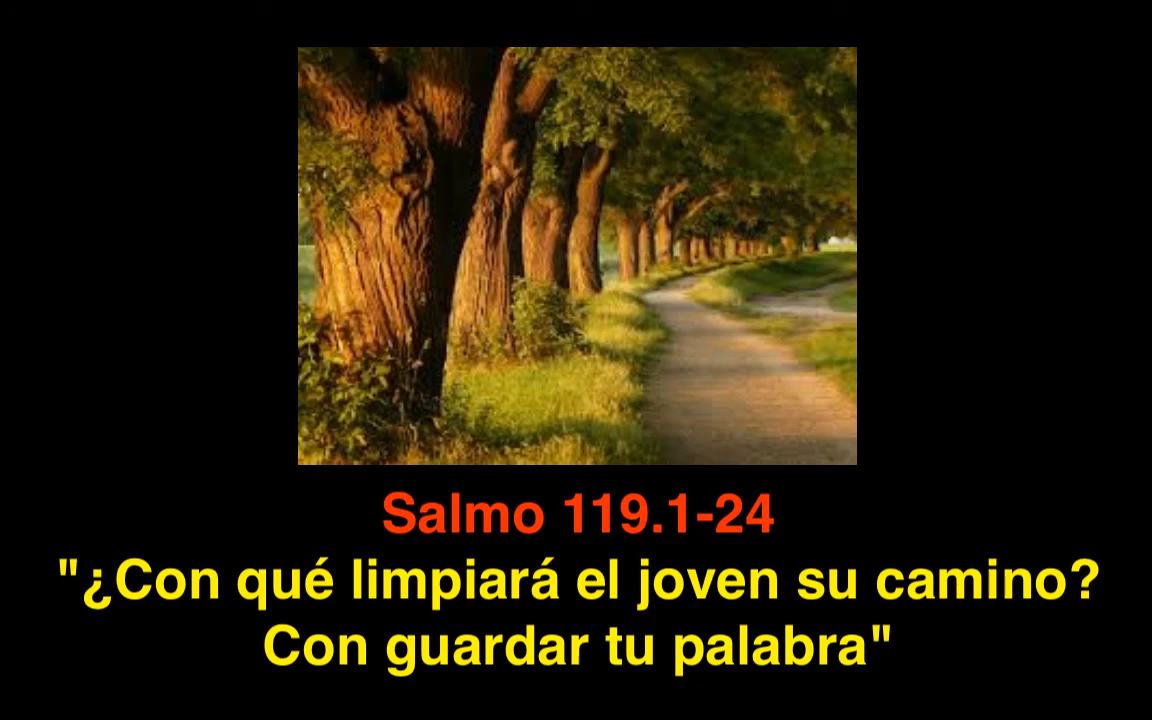 Salmo 119.1-24
"¿Con qué limpiará el joven su camino?
Con guardar tu palabra"